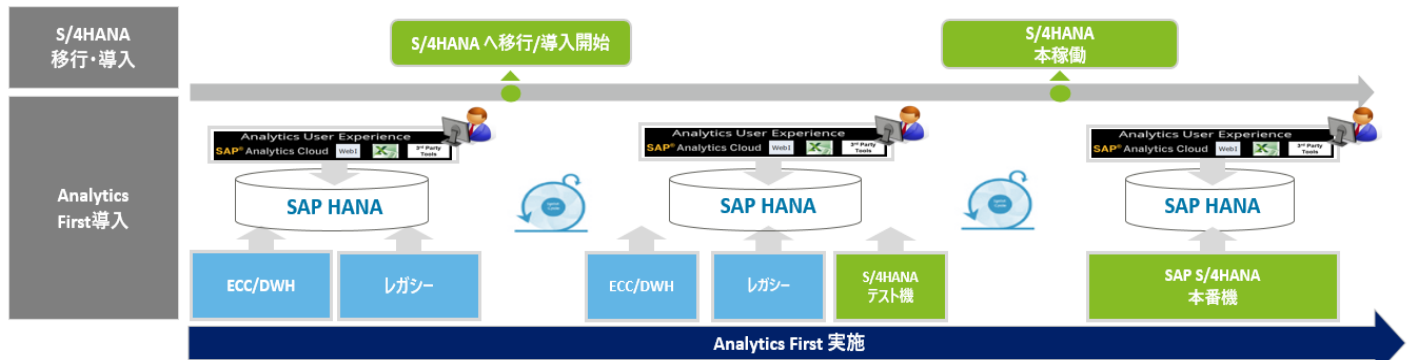 S/4HANA
移行・導入
S/4HANA へ移行/導入開始
S/4HANA
本稼働
Analytics
First導入
Analytics User Experience
SAP® Analytics Cloud WebI 3rd Party
Tools
SAP HANA
ECC/DWH
レガシー
Analytics User Experience
SAP® Analytics Cloud WebI 3rd Party
Tools
SAP HANA
ECC/DWH
レガシー
S/4HANA
テスト機
Analytics User Experience
SAP® Analytics Cloud WebI 3rd Party
Tools
SAP HANA
SAP S/4HANA
本番機
Analytics First 実施